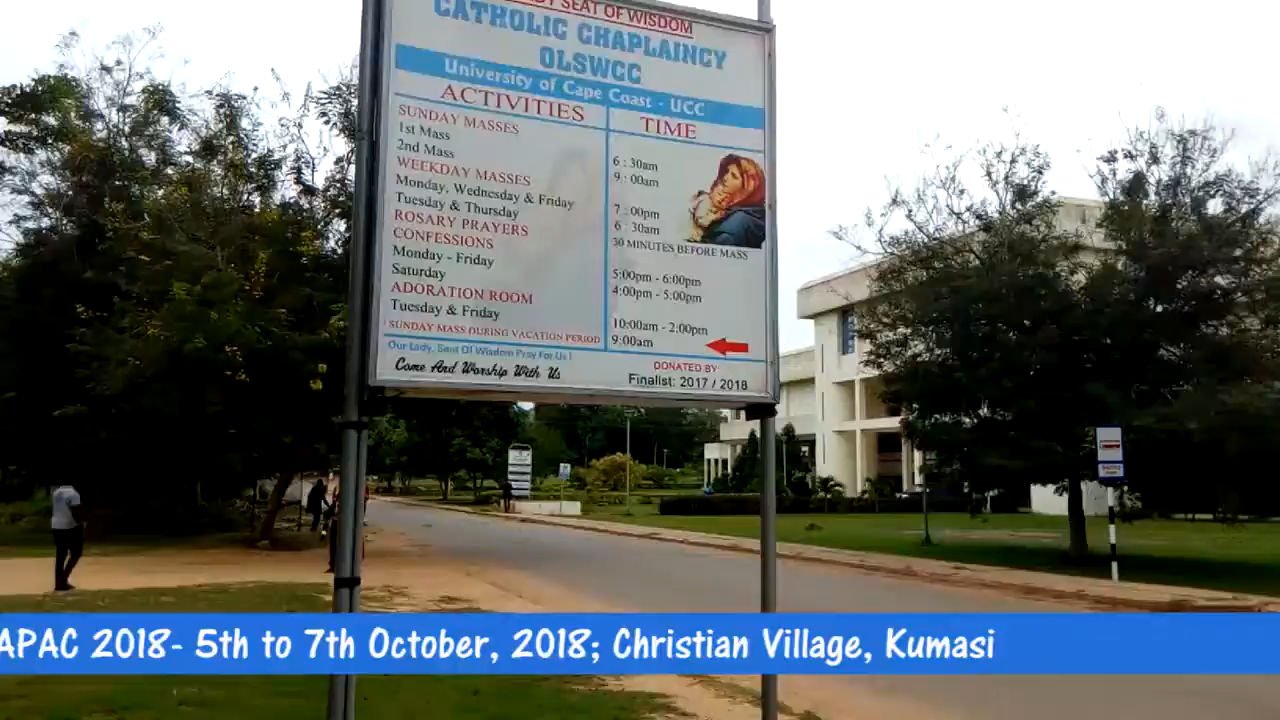 SEAT OF WISDOM
CATHOLIC CHAPLAINCY
OLSWCC
University of Cape Coast - UCC
ACTIVITIES
TIME
SUNDAY MASSES
1st Mass
6 : 30am
2nd Mass
9 : 00am
WEEKDAY MASSES
Monday, Wednesday & Friday
7 : 00pm
Tuesday & Thursday
6 : 30am
ROSARY PRAYERS
30 MINUTES BEFORE MASS
CONFESSIONS
Monday - Friday
5:00pm - 6:00pm
Saturday
4:00pm - 5:00pm
ADORATION ROOM
Tuesday & Friday
10:00am - 2:00pm
SUNDAY MASS DURING VACATION PERIOD
9:00am
Our Lady, Seat Of Wisdom Pray For Us !
Come And Worship With Us
DONATED BY
Finalist: 2017 / 2018
APAC 2018- 5th to 7th October, 2018; Christian Village, Kumasi